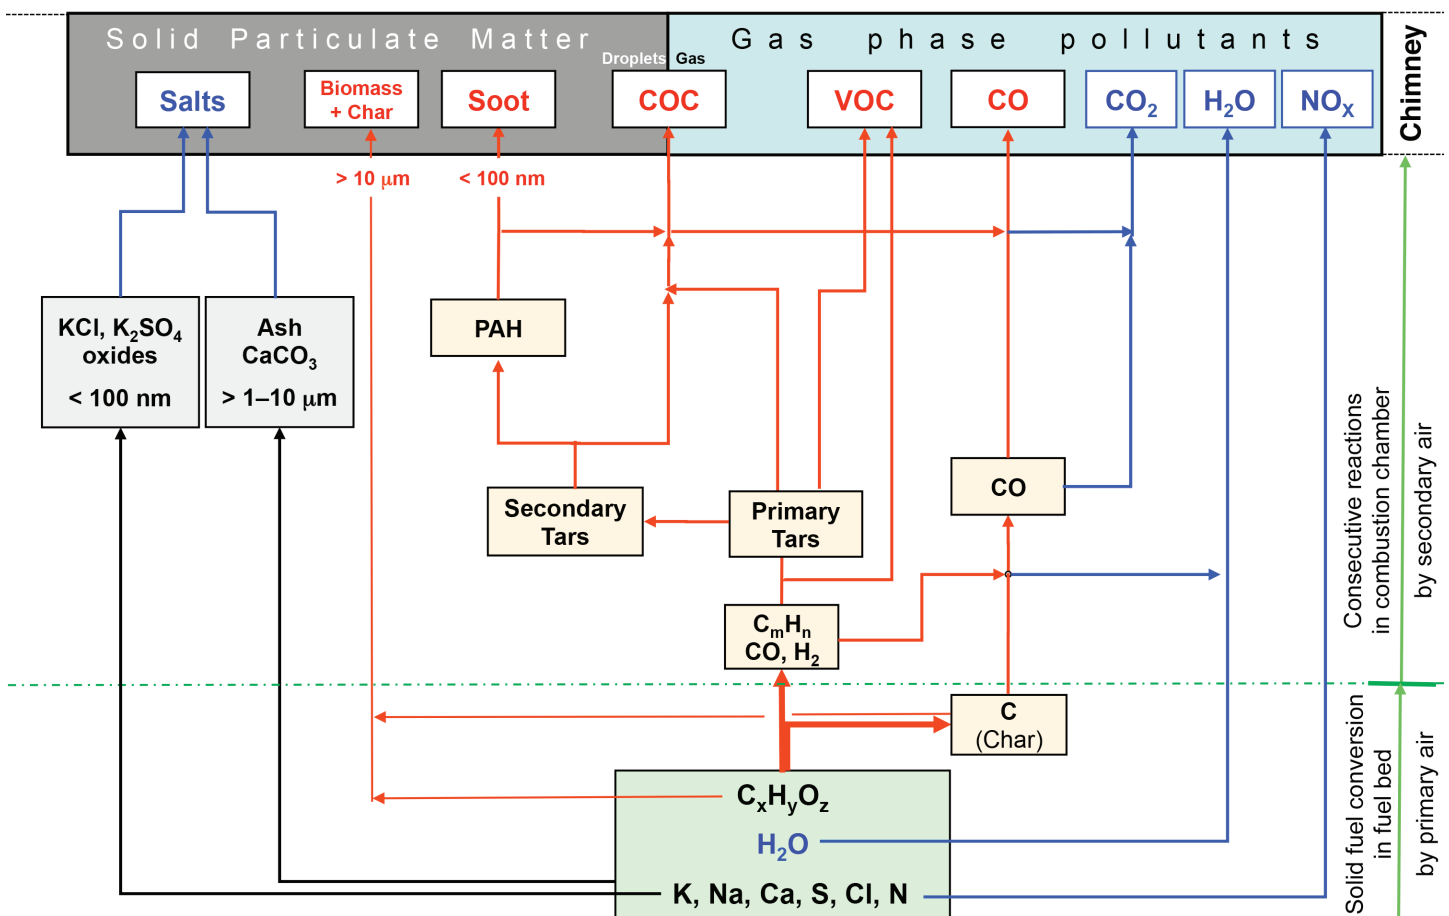 Solid Particulate Matter
Gas phase pollutants
Droplets
Gas
Salts
Biomass
+ Char
Soot
COC
VOC
CO
CO₂
H₂O
NOₓ
Chimney
> 10 μm
< 100 nm
KCl, K₂SO₄
oxides
< 100 nm
Ash
CaCO₃
> 1–10 μm
PAH
Secondary
Tars
Primary
Tars
CO
CₘHₙ
CO, H₂
C
(Char)
CₓHᵧO_z
H₂O
K, Na, Ca, S, Cl, N
Consecutive reactions
in combustion chamber
by secondary air
Solid fuel conversion
in fuel bed
by primary air